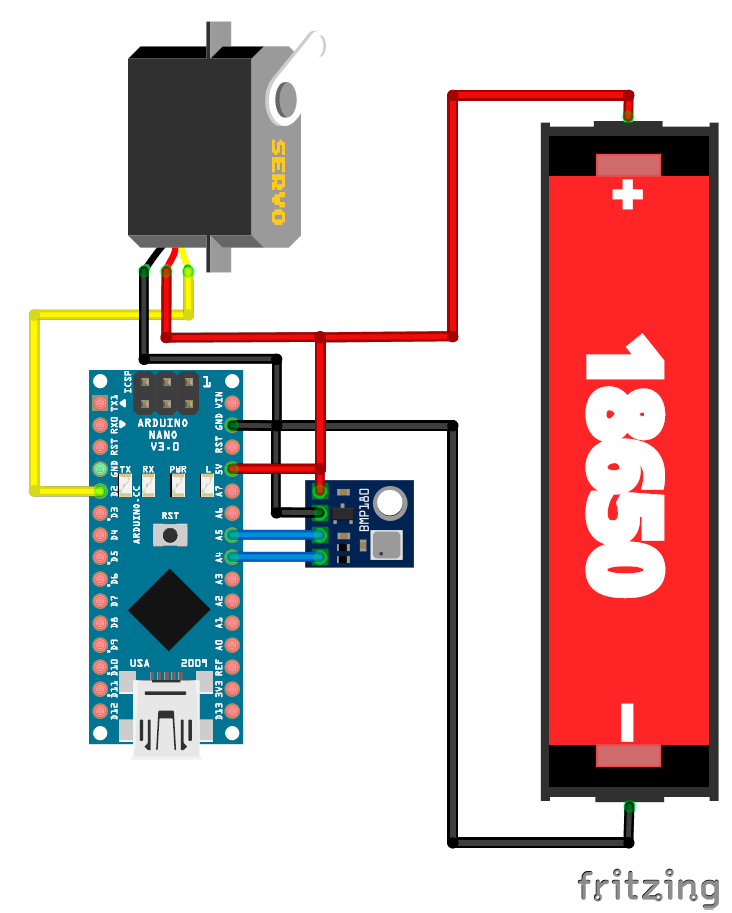 SERVO
ICSP
1
ARDUINO
NANO
V3.0
TX1
RX0
RST
GND
D2
D3
D4
D5
D6
D7
D8
D9
D10
D11
D12
VIN
GND
RST
5V
A7
A6
A5
A4
A3
A2
A1
A0
REF
3V3
D13
TX
RX
PWR
L
ARDUINO.CC
RST
USA
2009
BMP180
+
18650
-
fritzing